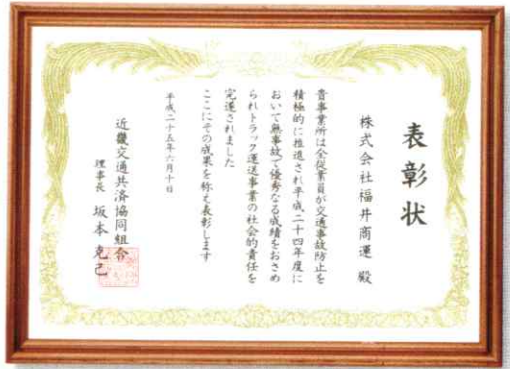 表彰状
株式会社福井商運 殿
貴事業所は全従業員が交通事故防止を
積極的に推進され平成二十四年度に
おいて無事故で優秀なる成績をおさめ
られトラック運送事業の社会的責任を
完遂されました
ここにその成果を称え表彰します
平成二十五年六月十日
近畿交通共済協同組合
理事長 坂本克己